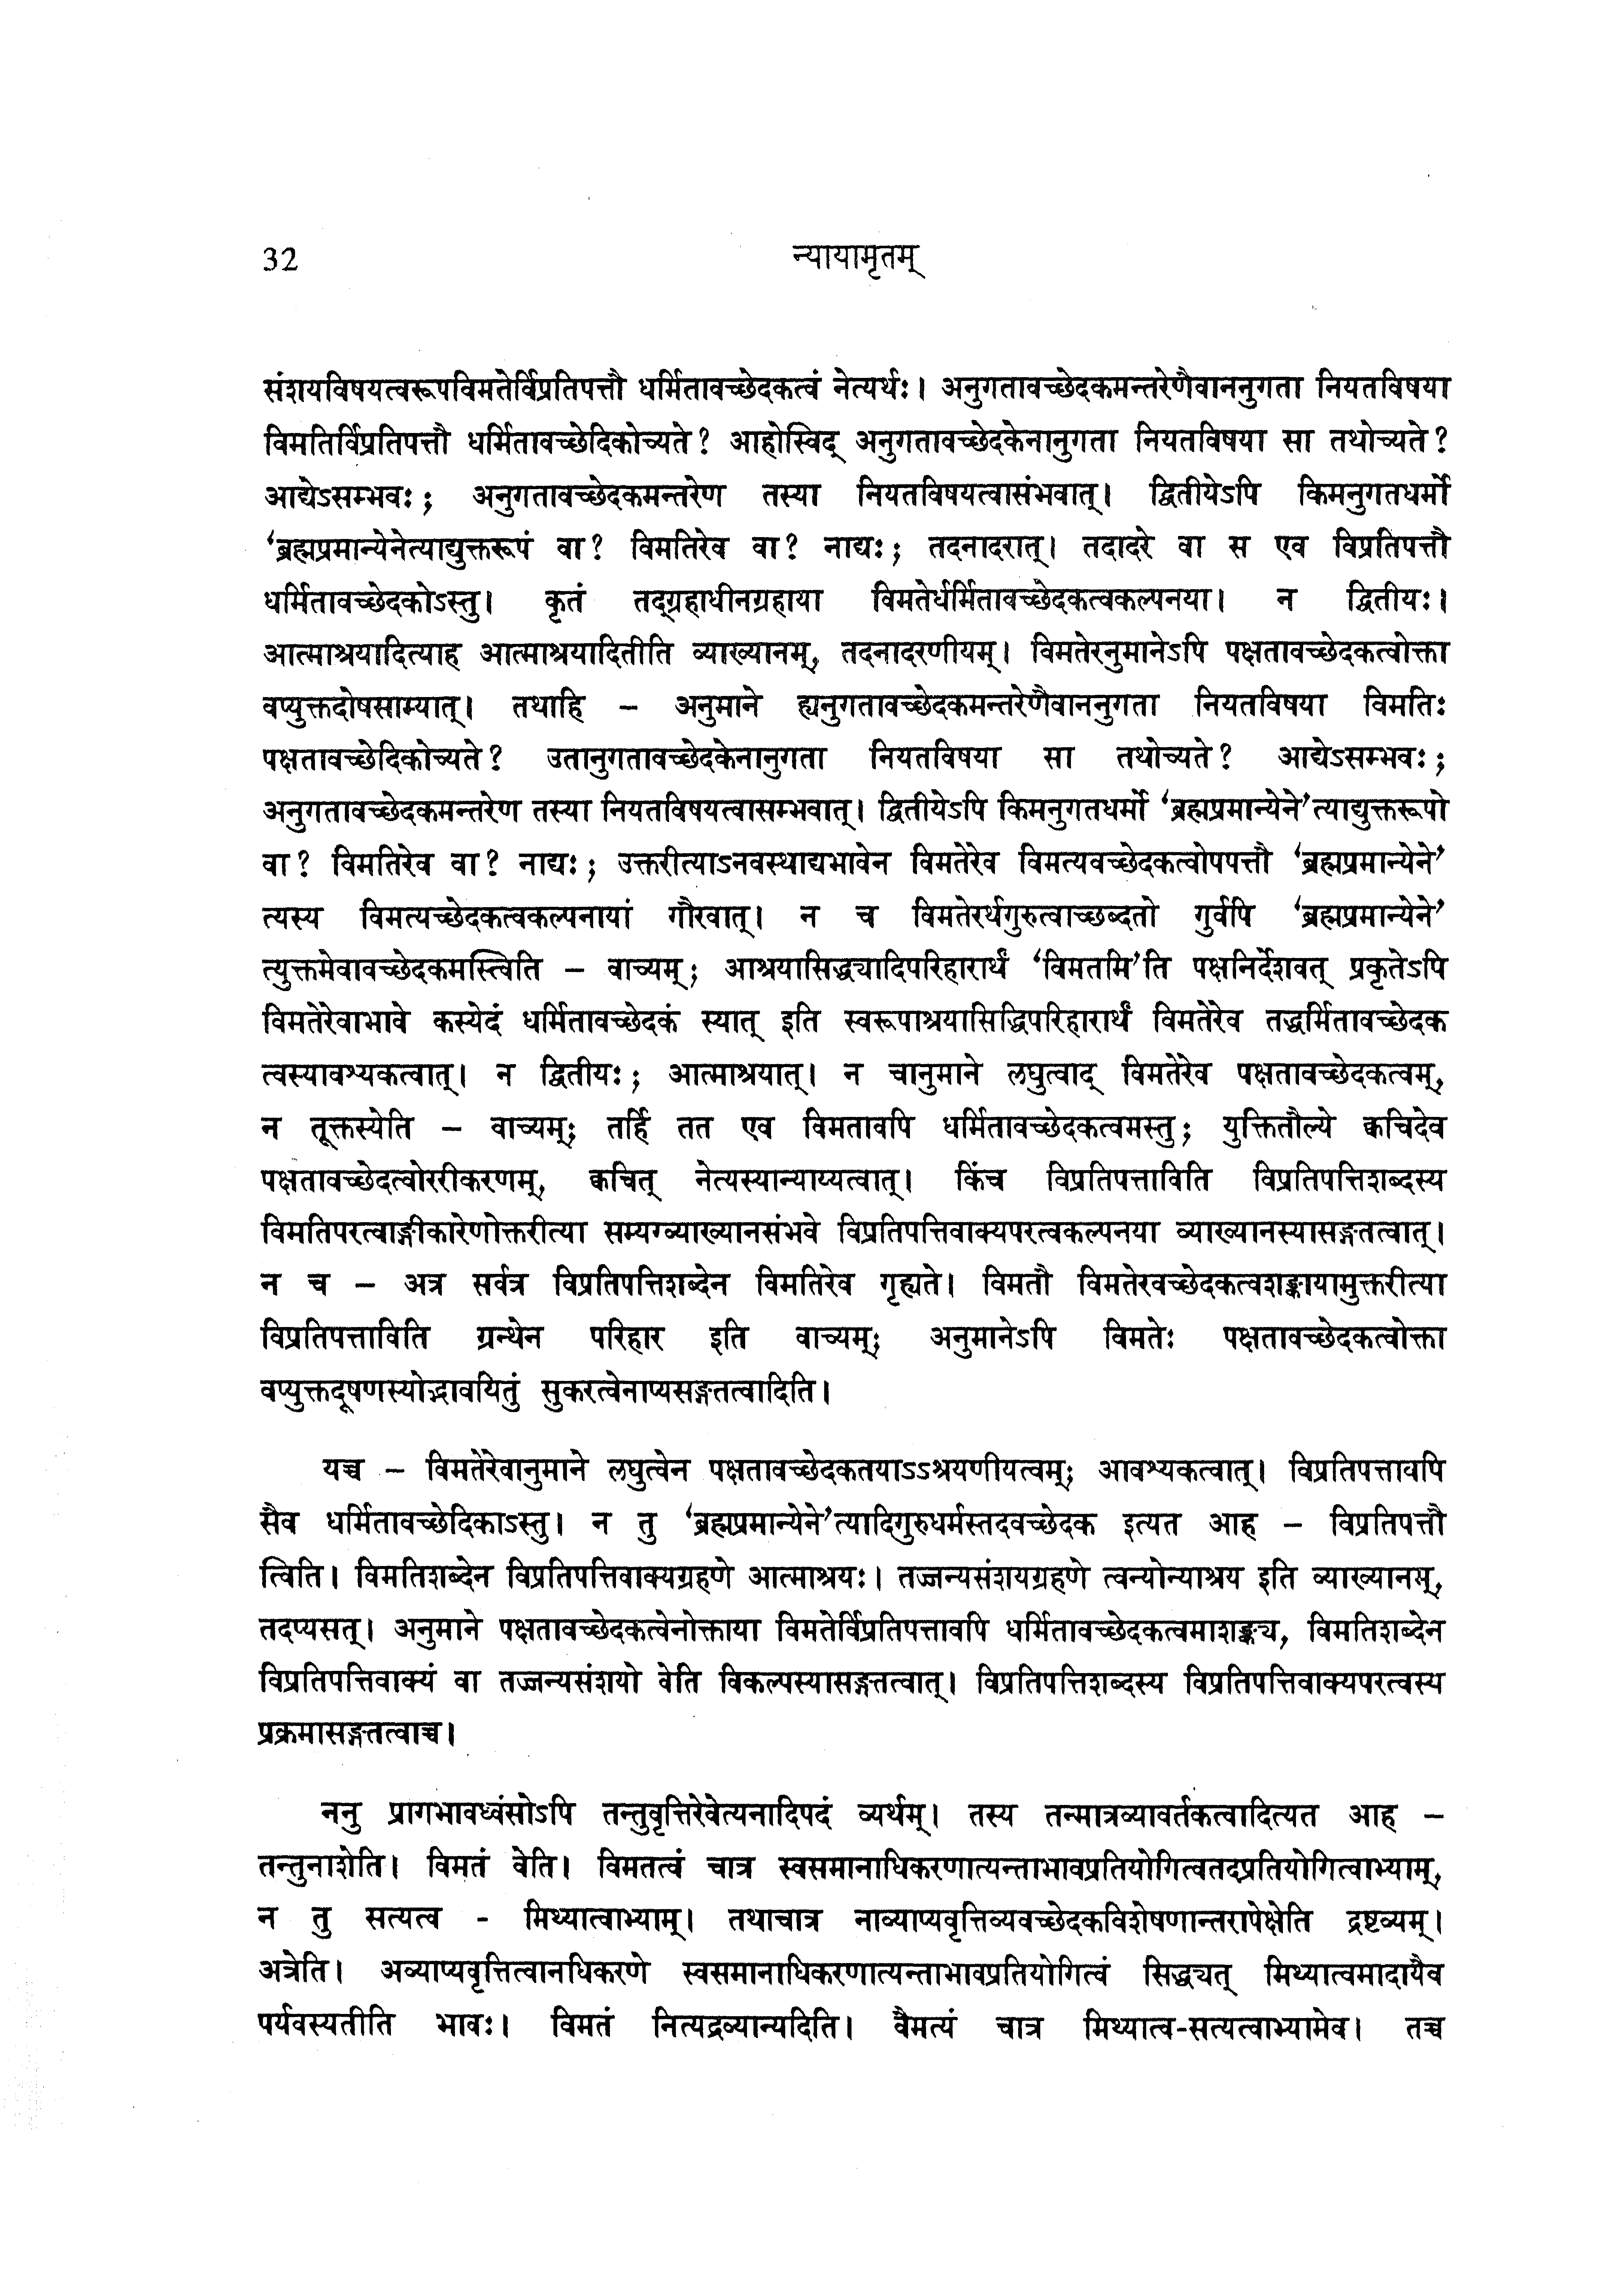 32
न्यायामृतम्
संशयविषयत्वरूपविमतेर्विप्रतिपत्तौ धर्मितावच्छेदकत्वं नेत्यर्थः। अनुगतावच्छेदकमन्तरेणैवाननुगता नियतविषया
विमतिर्विप्रतिपत्तौ धर्मितावच्छेदिकोच्यते? आहोस्विद् अनुगतावच्छेदकेनानुगता नियतविषया सा तथोच्यते?
आद्येऽसम्भवः; अनुगतावच्छेदकमन्तरेण तस्या नियतविषयत्वासंभवात्। द्वितीयेऽपि किमनुगतधर्मो
‘ब्रह्मप्रमान्येनेत्याद्युक्तरूपं वा? विमतिरेव वा? नाद्यः; तदनादरात्। तदादरे वा स एव विप्रतिपत्तौ
धर्मितावच्छेदकोऽस्तु। कृतं तद्ग्रहाधीनग्रहाया विमतेर्धर्मितावच्छेदकत्वकल्पनया। न द्वितीयः।
आत्माश्रयादित्याह आत्माश्रयादितीति व्याख्यानम्, तदनादरणीयम्। विमतेरनुमानेऽपि पक्षतावच्छेदकत्वोक्ता
वप्युक्तदोषसाम्यात्। तथाहि – अनुमाने ह्यनुगतावच्छेदकमन्तरेणैवाननुगता नियतविषया विमतिः
पक्षतावच्छेदिकोच्यते? उतानुगतावच्छेदकेनानुगता नियतविषया सा तथोच्यते? आद्येऽसम्भवः;
अनुगतावच्छेदकमन्तरेण तस्या नियतविषयत्वासम्भवात्। द्वितीयेऽपि किमनुगतधर्मो ‘ब्रह्मप्रमान्येने’त्याद्युक्तरूपो
वा? विमतिरेव वा? नाद्यः; उक्तरीत्याऽनवस्थाद्यभावेन विमतेरेव विमत्यवच्छेदकत्वोपपत्तौ ‘ब्रह्मप्रमान्येने’
त्यस्य विमत्यच्छेदकत्वकल्पनायां गौरवात्। न च विमतेरर्थगुरुत्वाच्छब्दतो गुर्वपि ‘ब्रह्मप्रमान्येने’
त्युक्तमेवावच्छेदकमस्त्विति – वाच्यम्; आश्रयासिद्ध्यादिपरिहारार्थं ‘विमतमि’ति पक्षनिर्देशवत् प्रकृतेऽपि
विमतेरेवाभावे कस्येदं धर्मितावच्छेदकं स्यात् इति स्वरूपाश्रयासिद्धिपरिहारार्थं विमतेरेव तद्धर्मितावच्छेदक
त्वस्यावश्यकत्वात्। न द्वितीयः; आत्माश्रयात्। न चानुमाने लघुत्वाद् विमतेरेव पक्षतावच्छेदकत्वम्,
न तूक्तस्येति – वाच्यम्; तर्हि तत एव विमतावपि धर्मितावच्छेदकत्वमस्तु; युक्तितौल्ये क्वचिदेव
पक्षतावच्छेदत्वोररीकरणम्, क्वचित् नेत्यस्यान्याय्यत्वात्। किंच विप्रतिपत्ताविति विप्रतिपत्तिशब्दस्य
विमतिपरत्वाङ्गीकारेणोक्तरीत्या सम्यग्व्याख्यानसंभवे विप्रतिपत्तिवाक्यपरत्वकल्पनया व्याख्यानस्यासङ्गतत्वात्।
न च – अत्र सर्वत्र विप्रतिपत्तिशब्देन विमतिरेव गृह्यते। विमतौ विमतेरवच्छेदकत्वशङ्कायामुक्तरीत्या
विप्रतिपत्ताविति ग्रन्थेन परिहार इति वाच्यम्; अनुमानेऽपि विमतेः पक्षतावच्छेदकत्वोक्ता
वप्युक्तदूषणस्योद्भावयितुं सुकरत्वेनाप्यसङ्गतत्वादिति।
यच्च – विमतेरेवानुमाने लघुत्वेन पक्षतावच्छेदकतयाऽऽश्रयणीयत्वम्; आवश्यकत्वात्। विप्रतिपत्तावपि
सैव धर्मितावच्छेदिकाऽस्तु। न तु ‘ब्रह्मप्रमान्येने’त्यादिगुरुधर्मस्तदवच्छेदक इत्यत आह – विप्रतिपत्तौ
त्विति। विमतिशब्देन विप्रतिपत्तिवाक्यग्रहणे आत्माश्रयः। तज्जन्यसंशयग्रहणे त्वन्योन्याश्रय इति व्याख्यानम्,
तदप्यसत्। अनुमाने पक्षतावच्छेदकत्वेनोक्ताया विमतेर्विप्रतिपत्तावपि धर्मितावच्छेदकत्वमाशङ्क्य, विमतिशब्देन
विप्रतिपत्तिवाक्यं वा तज्जन्यसंशयो वेति विकल्पस्यासङ्गतत्वात्। विप्रतिपत्तिशब्दस्य विप्रतिपत्तिवाक्यपरत्वस्य
प्रक्रमासङ्गतत्वाच्च।
ननु प्रागभावध्वंसोऽपि तन्तुवृत्तिरेवेत्यनादिपदं व्यर्थम्। तस्य तन्मात्रव्यावर्तकत्वादित्यत आह –
तन्तुनाशेति। विमतं वेति। विमतत्वं चात्र स्वसमानाधिकरणात्यन्ताभावप्रतियोगित्वतदप्रतियोगित्वाभ्याम्,
न तु सत्यत्व - मिथ्यात्वाभ्याम्। तथाचात्र नाव्याप्यवृत्तिव्यवच्छेदकविशेषणान्तरापेक्षेति द्रष्टव्यम्।
अत्रेति। अव्याप्यवृत्तित्वानधिकरणे स्वसमानाधिकरणात्यन्ताभावप्रतियोगित्वं सिद्ध्यत् मिथ्यात्वमादायैव
पर्यवस्यतीति भावः। विमतं नित्यद्रव्यान्यदिति। वैमत्यं चात्र मिथ्यात्व-सत्यत्वाभ्यामेव। तच्च